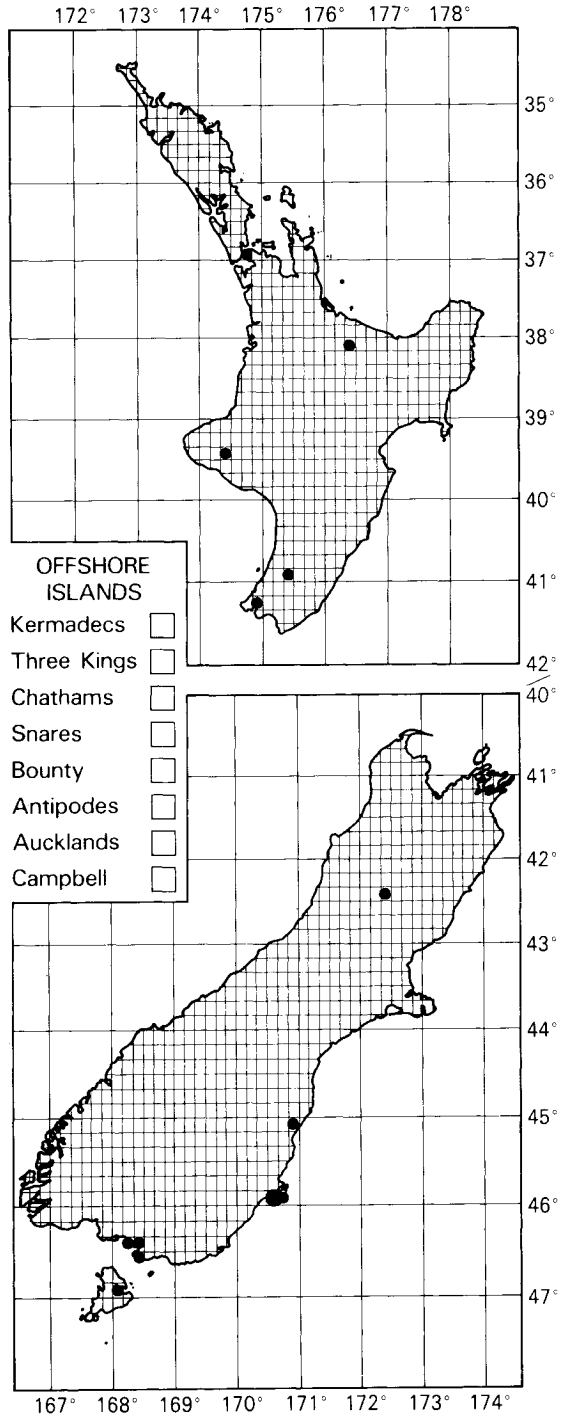 172° 173° 174° 175° 176° 177° 178°
35°
36°
37°
38°
39°
40°
41°
42°
OFFSHORE
ISLANDS
Kermadecs
Three Kings
Chathams
Snares
Bounty
Antipodes
Aucklands
Campbell
40°
41°
42°
43°
44°
45°
46°
47°
167° 168° 169° 170° 171° 172° 173° 174°